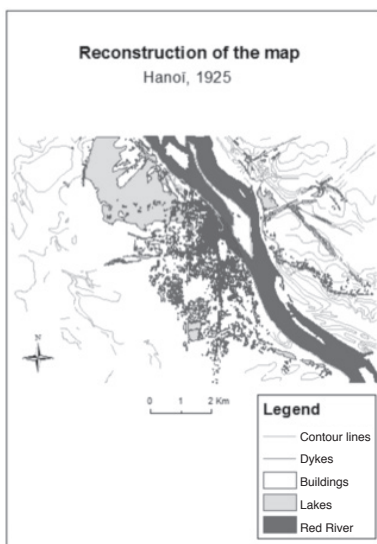 Reconstruction of the map
Hanoï, 1925
N
0 1 2 Km
Legend
Contour lines
Dykes
Buildings
Lakes
Red River